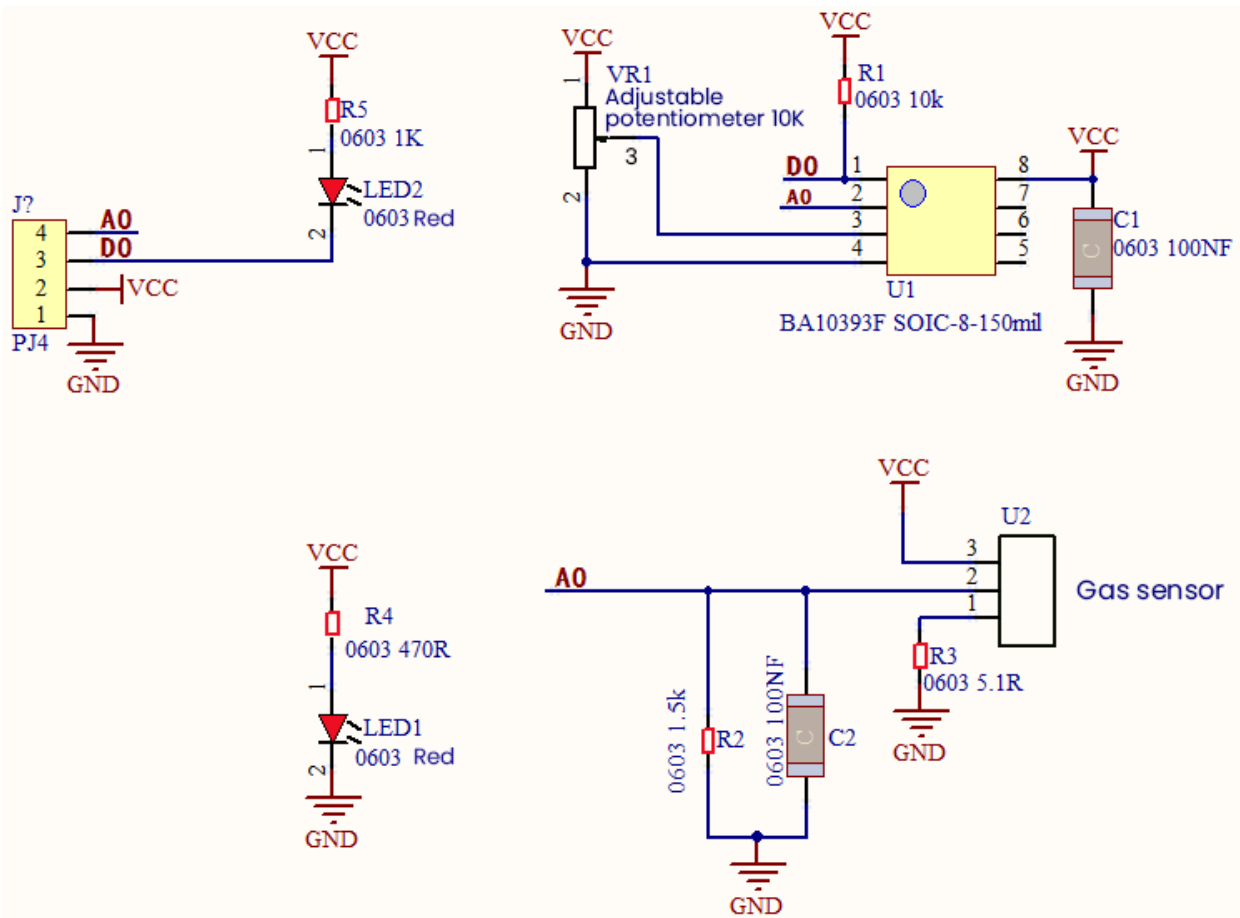 VCC
R5
0603 1K
1
LED2
0603 Red
2
J?
4
A0
3
D0
2
VCC
1
PJ4
GND
VCC
1
VR1
Adjustable
potentiometer 10K
3
2
GND
VCC
R1
0603 10k
D0
1
8
A0
2
7
3
6
4
5
U1
BA10393F SOIC-8-150mil
VCC
C1
C
0603 100NF
GND
VCC
R4
0603 470R
1
LED1
0603 Red
2
GND
A0
0603 1.5k
R2
0603 100NF
C
C2
GND
VCC
U2
3
2
1
Gas sensor
R3
0603 5.1R
GND